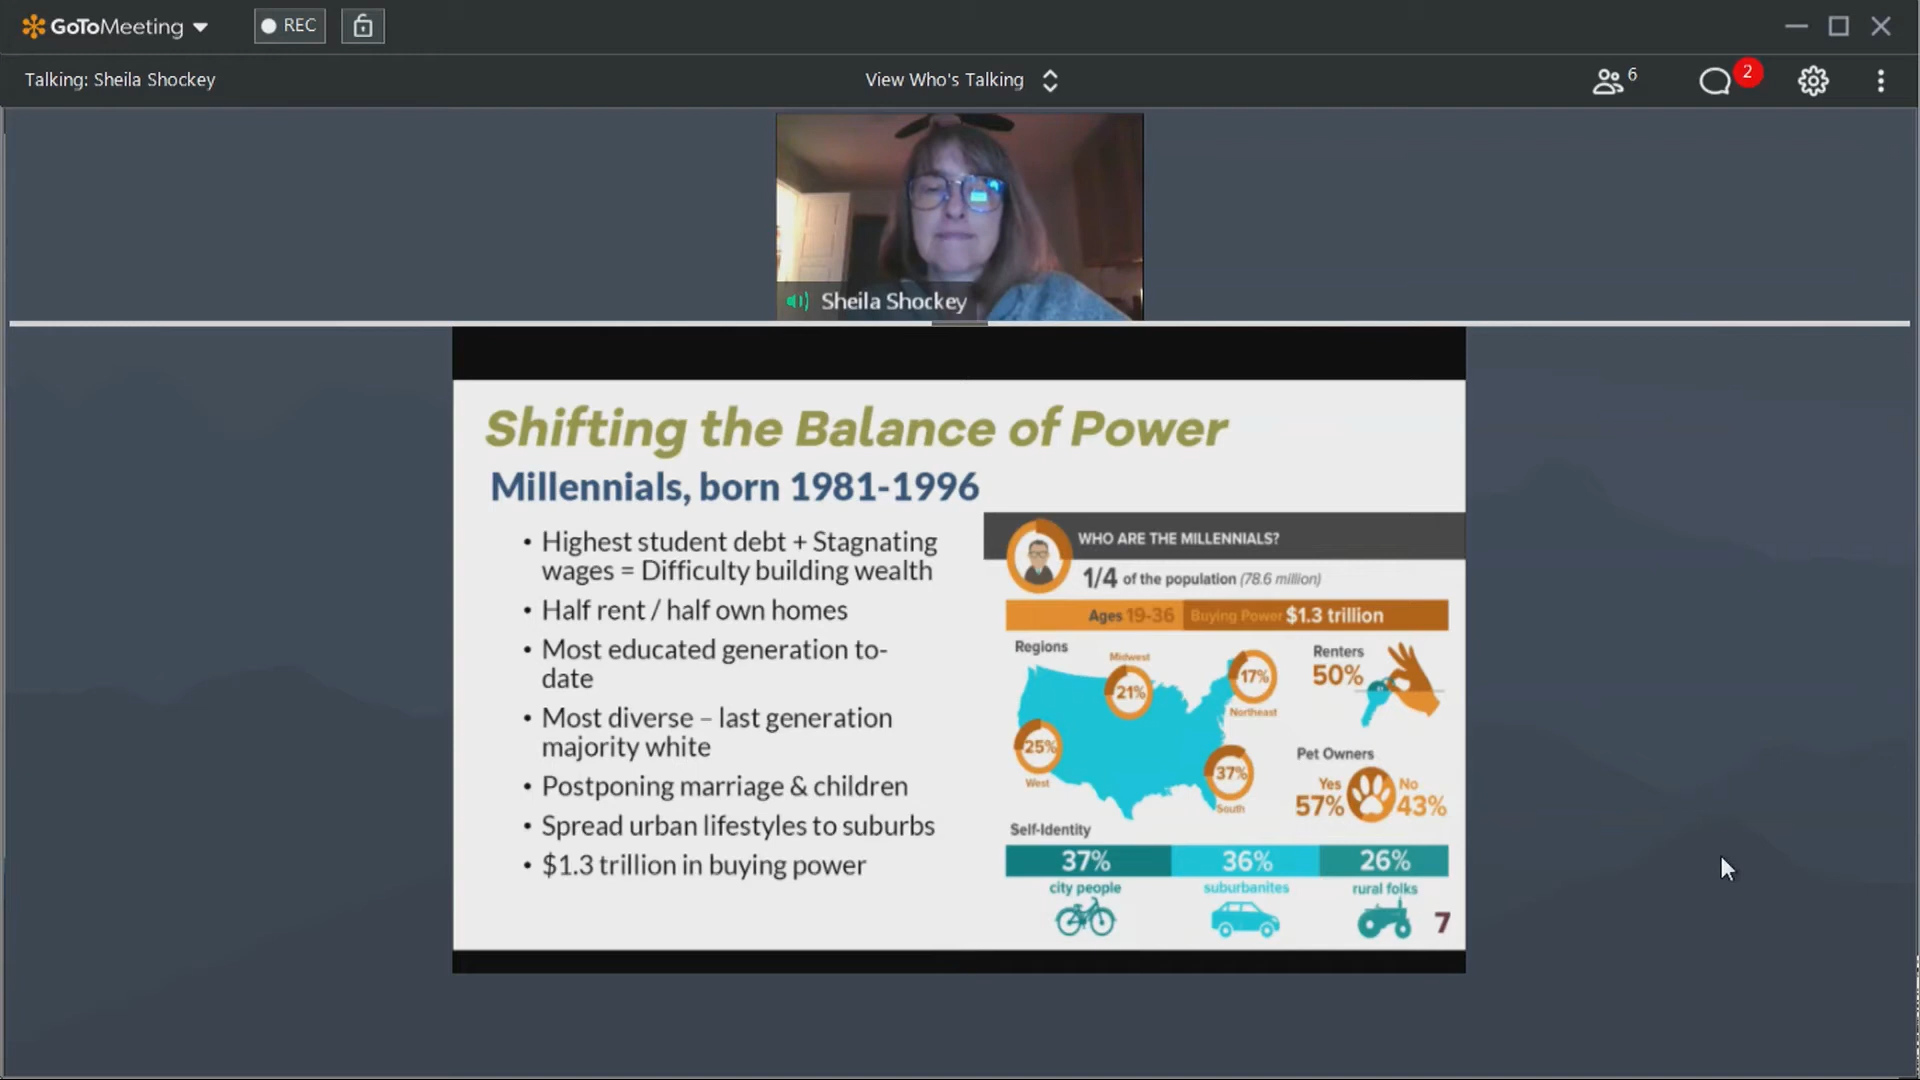 GoToMeeting
REC
Talking: Sheila Shockey
View Who's Talking
6
2
Sheila Shockey
Shifting the Balance of Power
Millennials, born 1981-1996
• Highest student debt + Stagnating
wages = Difficulty building wealth
• Half rent / half own homes
• Most educated generation to-
date
• Most diverse – last generation
majority white
• Postponing marriage & children
• Spread urban lifestyles to suburbs
• $1.3 trillion in buying power
WHO ARE THE MILLENNIALS?
1/4 of the population (78.6 million)
Ages 19-36 Buying Power $1.3 trillion
Regions
Midwest
21%
17%
Northeast
25%
West
37%
South
Renters
50%
Pet Owners
Yes No
57% 43%
Self-Identity
37% 36% 26%
city people suburbanites rural folks
7